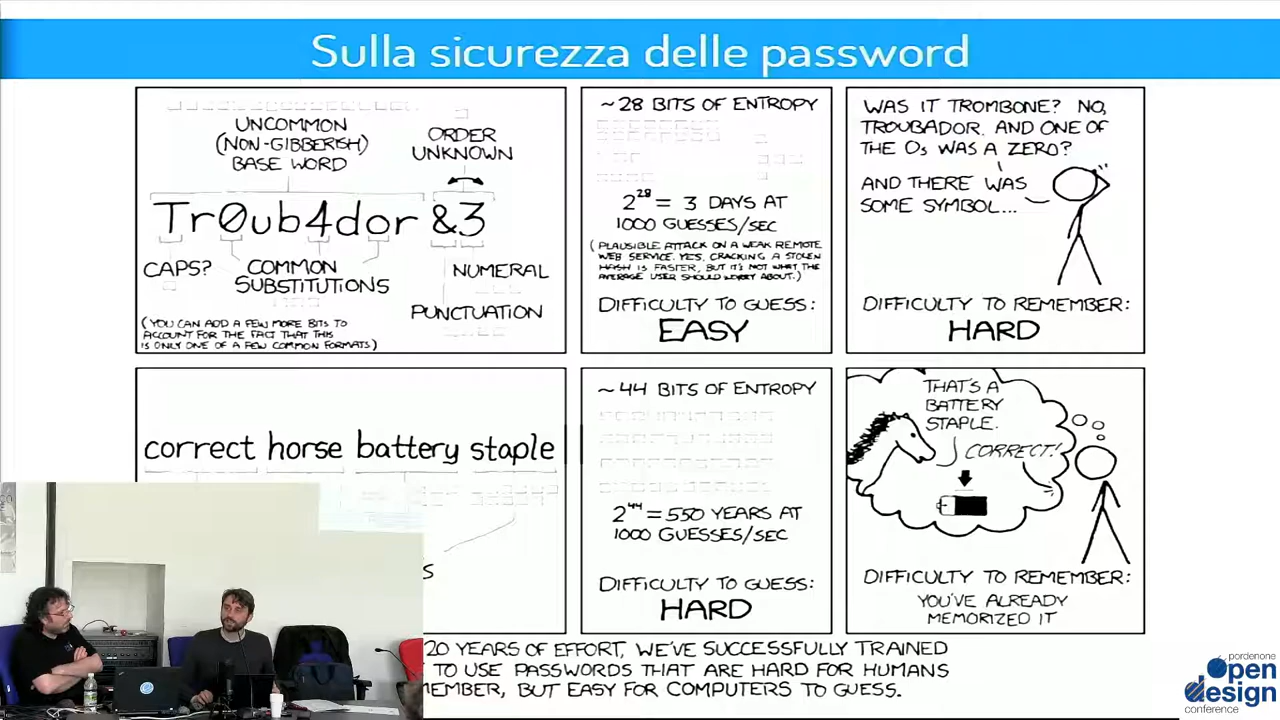 Sulla sicurezza delle password
UNCOMMON
(NON-GIBBERISH)
BASE WORD
ORDER
UNKNOWN
Tr0ub4dor &3
CAPS?
COMMON
SUBSTITUTIONS
NUMERAL
PUNCTUATION
(YOU CAN ADD A FEW MORE BITS TO
ACCOUNT FOR THE FACT THAT THIS
IS ONLY ONE OF A FEW COMMON FORMATS.)
~28 BITS OF ENTROPY
2^28 = 3 DAYS AT
1000 GUESSES/SEC
(PLAUSIBLE ATTACK ON A WEAK REMOTE
WEB SERVICE. YES, CRACKING A STOLEN
HASH IS FASTER, BUT IT'S NOT WHAT THE
AVERAGE USER SHOULD WORRY ABOUT.)
DIFFICULTY TO GUESS:
EASY
WAS IT TROMBONE? NO,
TROUBADOR. AND ONE OF
THE Os WAS A ZERO?
AND THERE WAS
SOME SYMBOL...
DIFFICULTY TO REMEMBER:
HARD
correct horse battery staple
S
~44 BITS OF ENTROPY
2^44 = 550 YEARS AT
1000 GUESSES/SEC
DIFFICULTY TO GUESS:
HARD
THAT'S A
BATTERY
STAPLE.
CORRECT!
DIFFICULTY TO REMEMBER:
YOU'VE ALREADY
MEMORIZED IT
20 YEARS OF EFFORT, WE'VE SUCCESSFULLY TRAINED
TO USE PASSWORDS THAT ARE HARD FOR HUMANS
EMBER, BUT EASY FOR COMPUTERS TO GUESS.
pordenone
open
design
conference